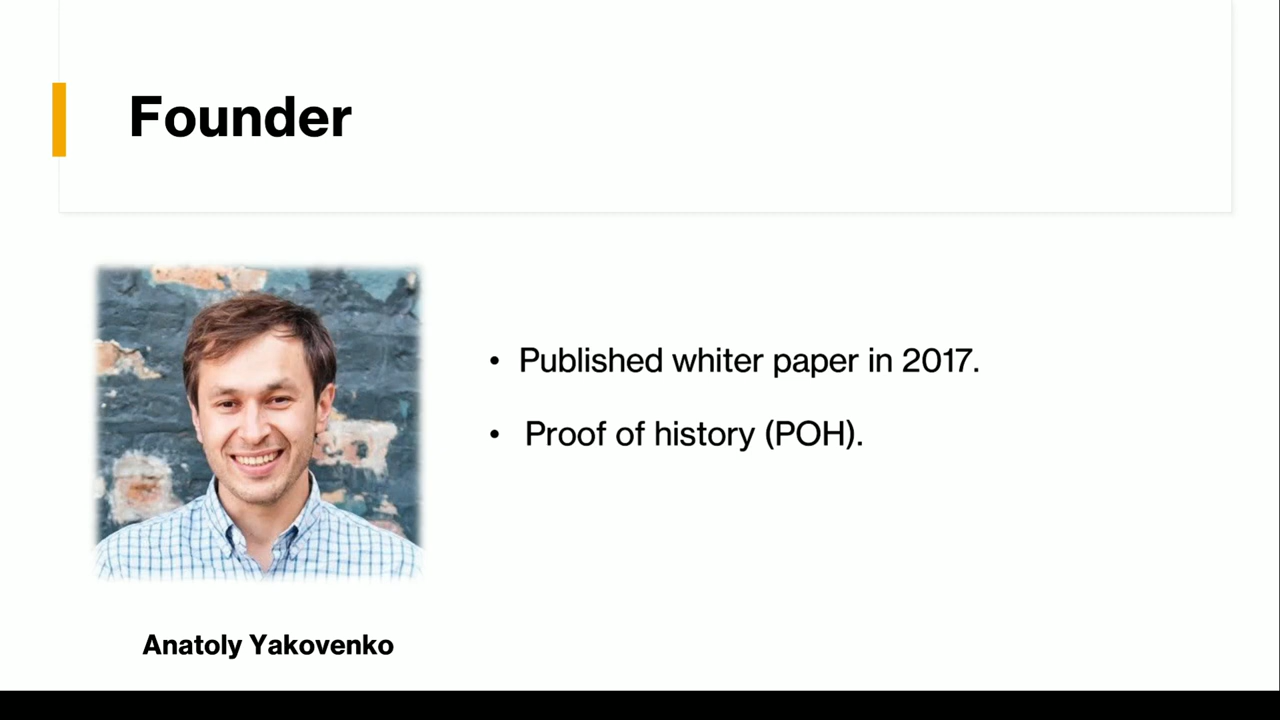 Founder
• Published whiter paper in 2017.
• Proof of history (POH).
Anatoly Yakovenko